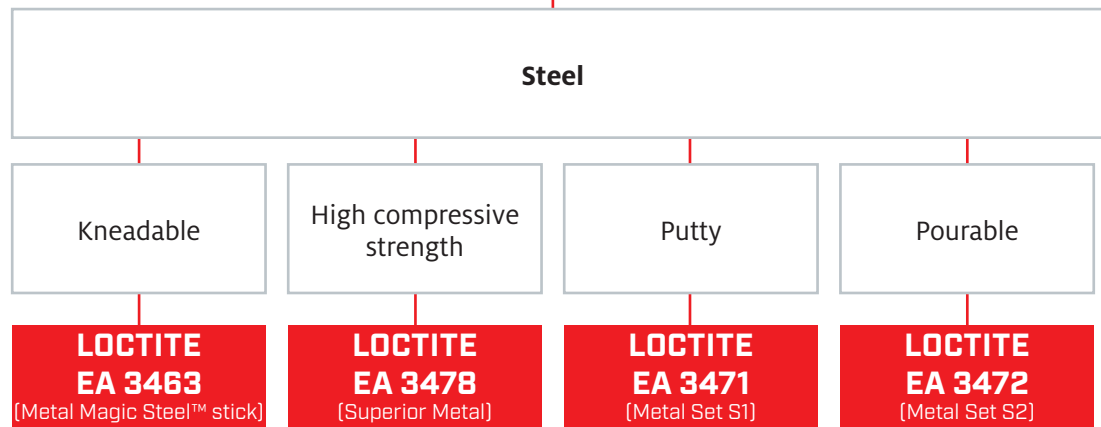 Steel
Kneadable
High compressive
strength
Putty
Pourable
LOCTITE
EA 3463
(Metal Magic Steel™ stick)
LOCTITE
EA 3478
(Superior Metal)
LOCTITE
EA 3471
(Metal Set S1)
LOCTITE
EA 3472
(Metal Set S2)